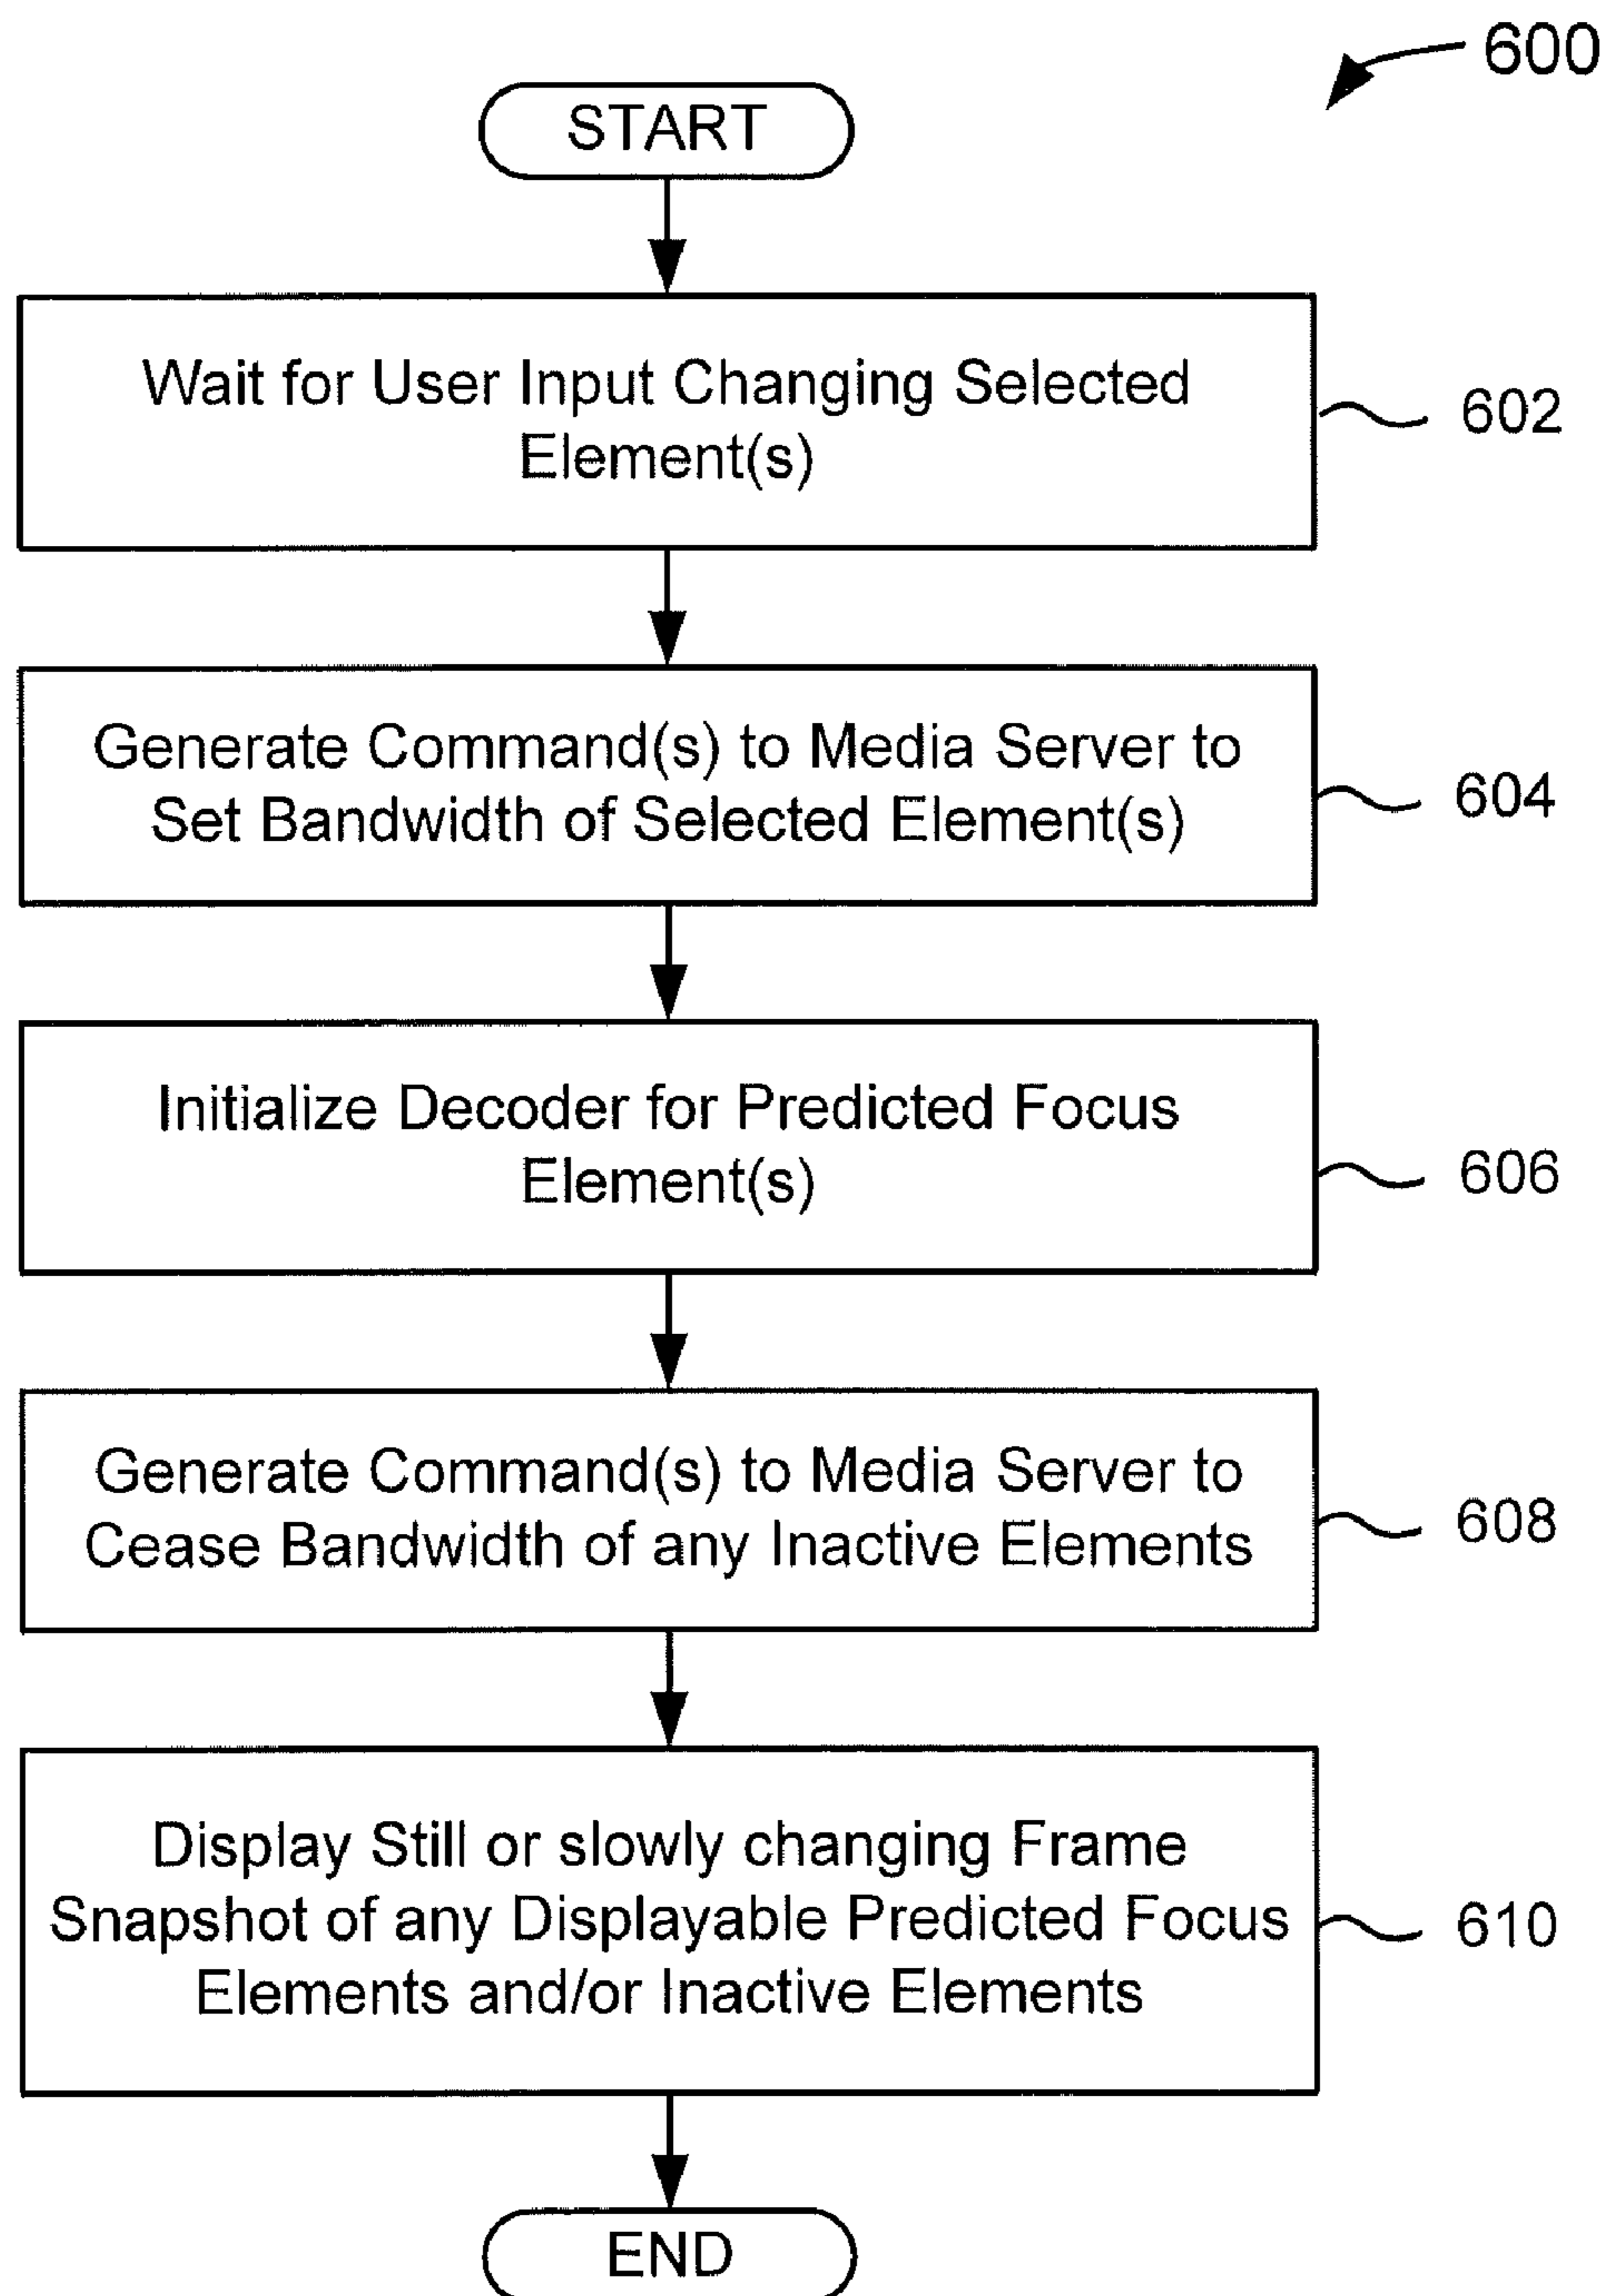 600
START
Wait for User Input Changing Selected
Element(s)
602
Generate Command(s) to Media Server to
Set Bandwidth of Selected Element(s)
604
Initialize Decoder for Predicted Focus
Element(s)
606
Generate Command(s) to Media Server to
Cease Bandwidth of any Inactive Elements
608
Display Still or slowly changing Frame
Snapshot of any Displayable Predicted Focus
Elements and/or Inactive Elements
610
END